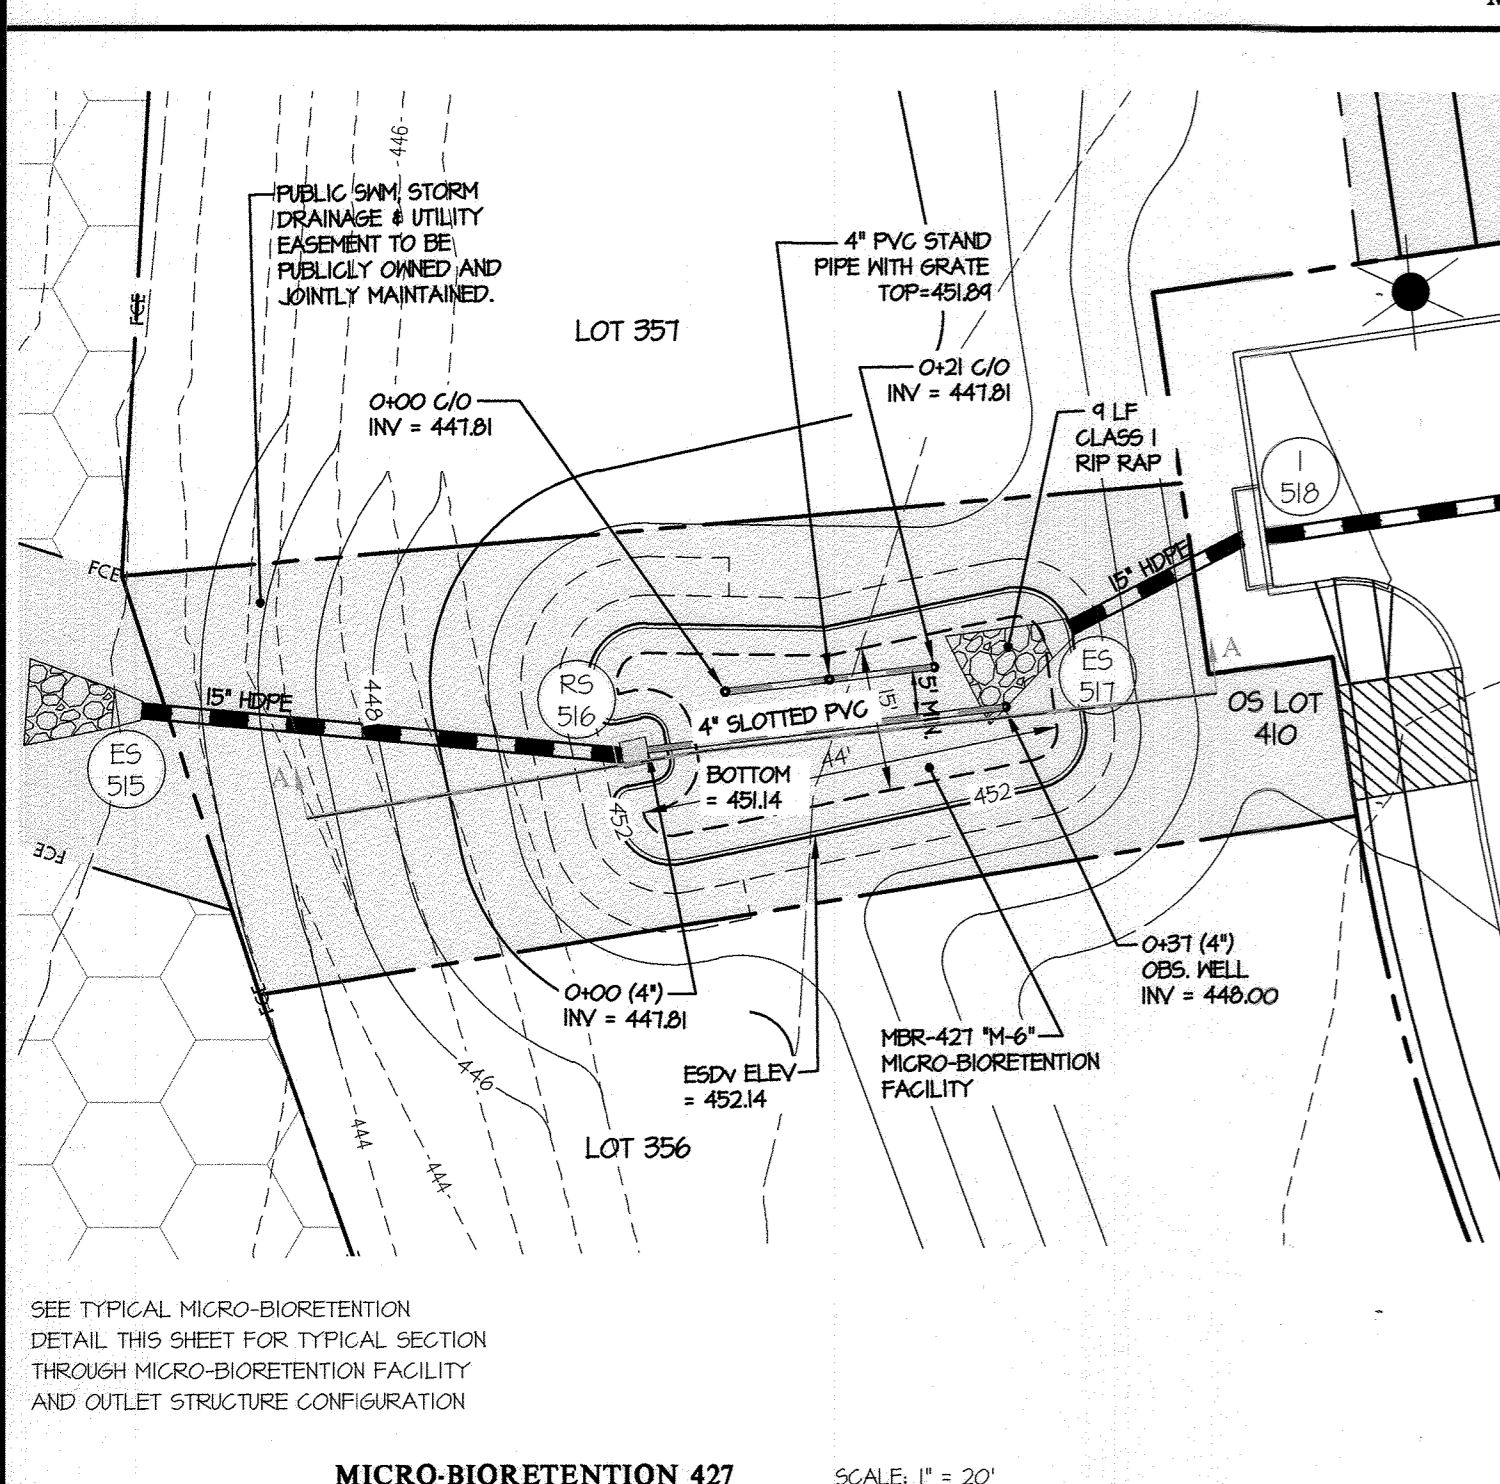 446
PUBLIC SWM, STORM
DRAINAGE & UTILITY
EASEMENT TO BE
PUBLICLY OWNED AND
JOINTLY MAINTAINED.
FCE
LOT 357
4" PVC STAND
PIPE WITH GRATE
TOP=451.89
0+21 C/O
INV = 447.81
0+00 C/O
INV = 447.81
9 LF
CLASS I
RIP RAP
I
518
FCE
15" HDPE
15" HDPE
RS
516
ES
517
A
ES
515
448
4" SLOTTED PVC
5' MIN.
15'
44'
OS LOT
410
A
BOTTOM
= 451.14
452
452
FCE
0+37 (4")
OBS. WELL
INV = 448.00
0+00 (4")
INV = 447.81
MBR-427 "M-6"
MICRO-BIORETENTION
FACILITY
ESDv ELEV
= 452.14
446
444
444
LOT 356
SEE TYPICAL MICRO-BIORETENTION
DETAIL THIS SHEET FOR TYPICAL SECTION
THROUGH MICRO-BIORETENTION FACILITY
AND OUTLET STRUCTURE CONFIGURATION
MICRO-BIORETENTION 427
SCALE: 1" = 20'